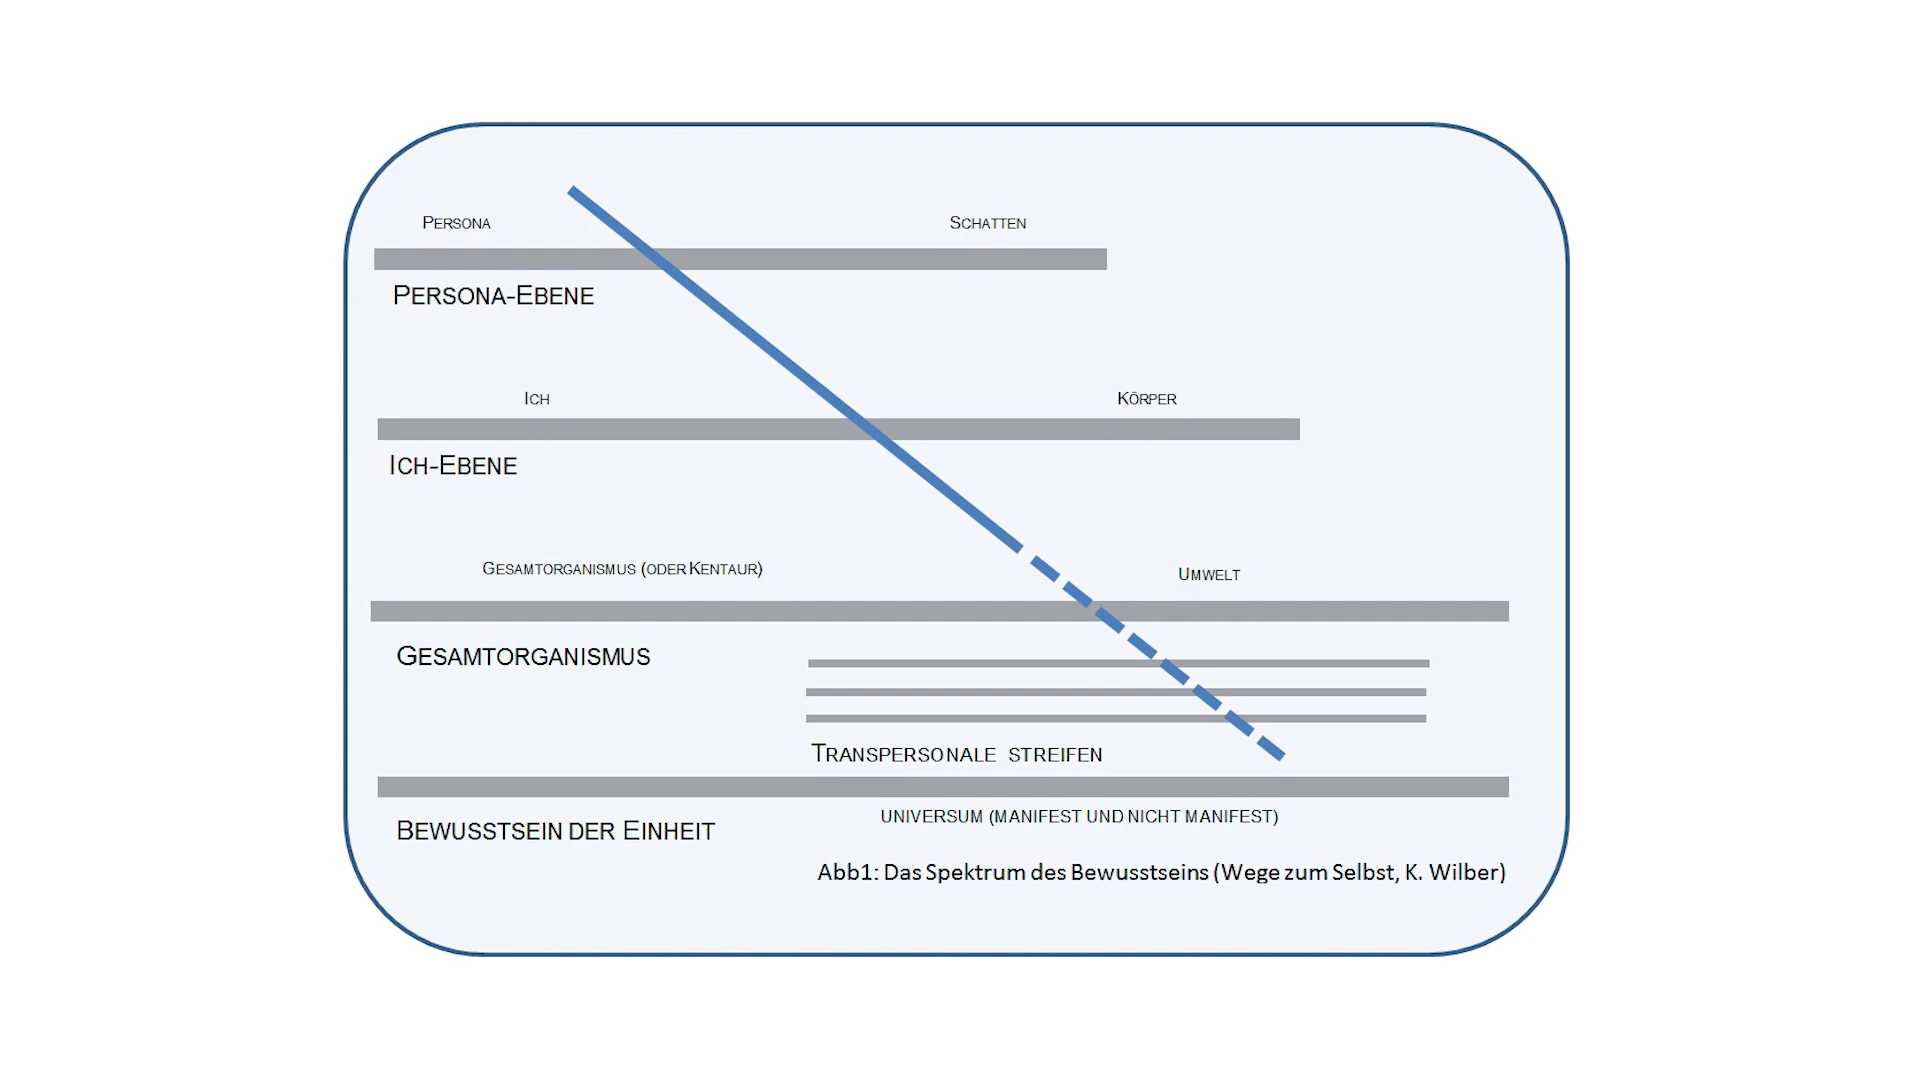 Persona Schatten
Persona-Ebene
Ich Körper
Ich-Ebene
Gesamtorganismus (oder Kentaur) Umwelt
Gesamtorganismus
Transpersonale streifen
universum (manifest und nicht manifest)
Bewusstsein der Einheit
Abb1: Das Spektrum des Bewusstseins (Wege zum Selbst, K. Wilber)